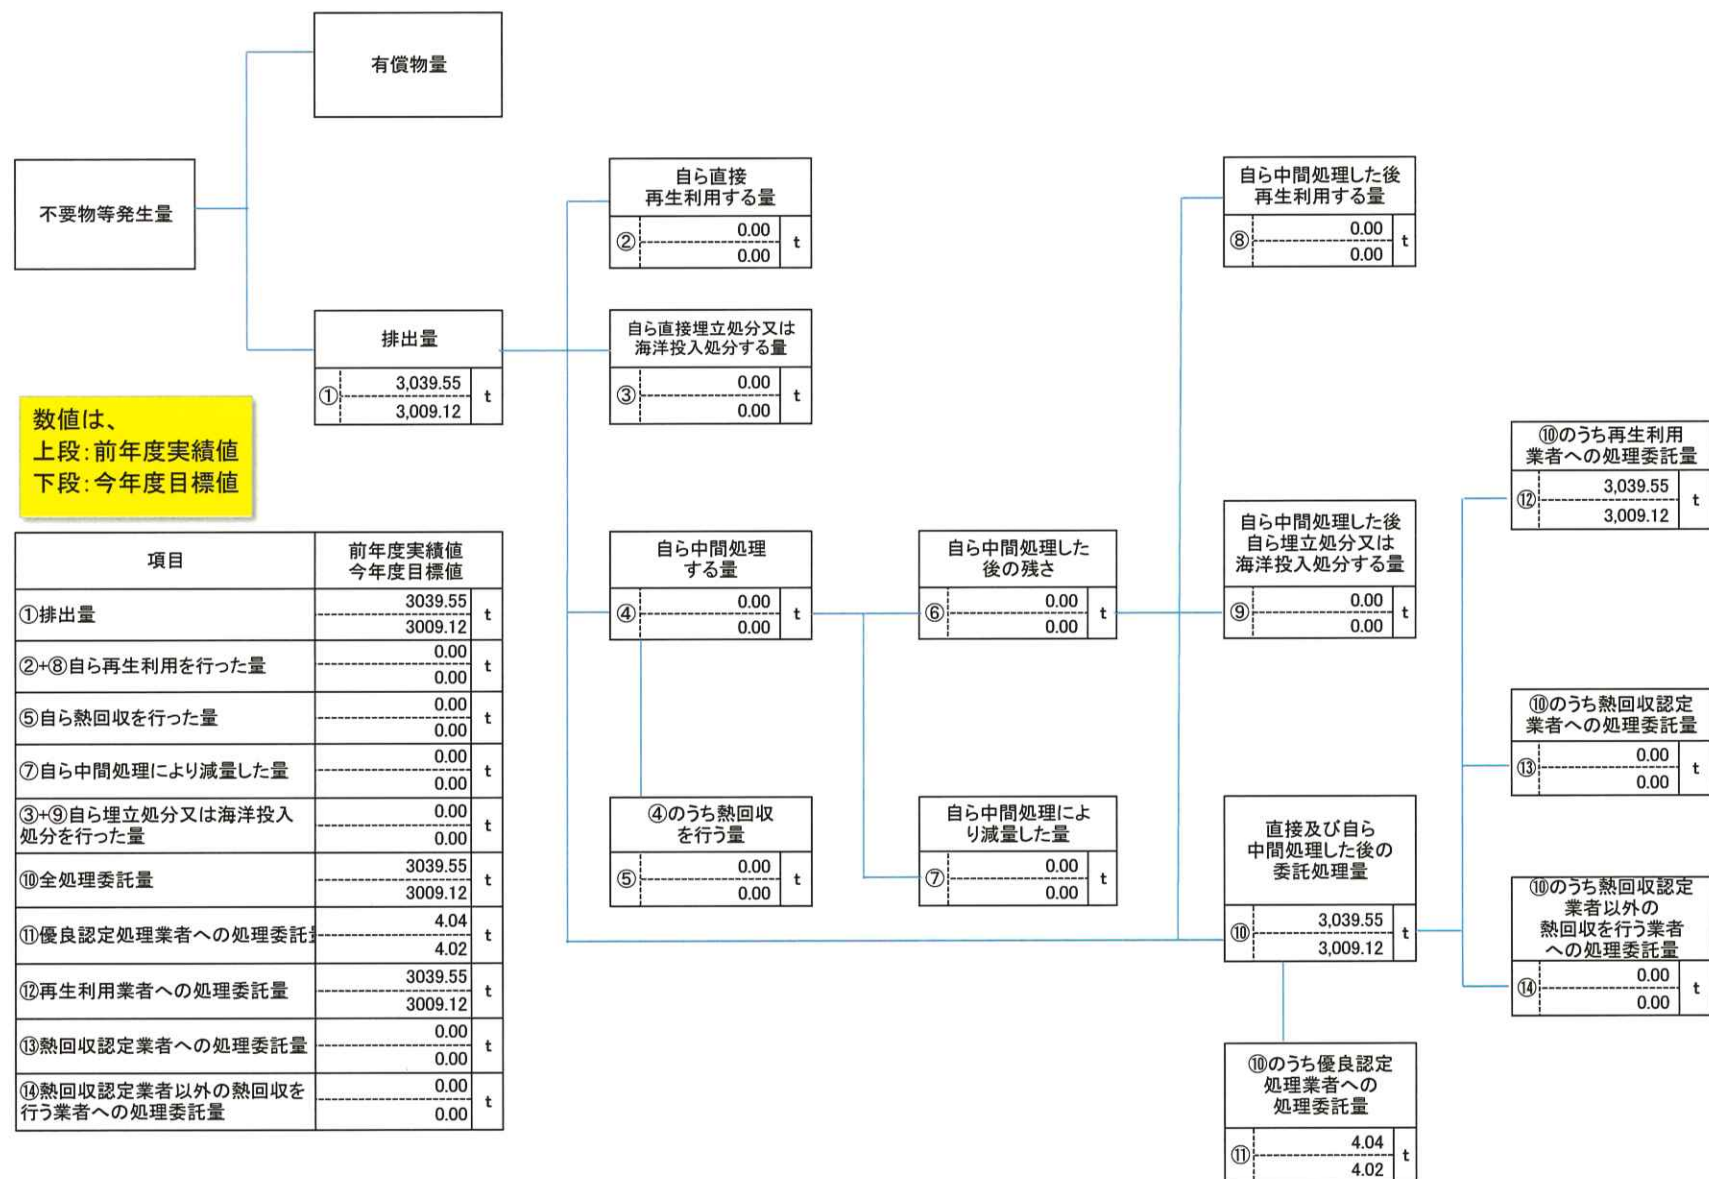 有償物量
不要物等発生量
排出量
① 3,039.55 t
3,009.12
数値は、
上段：前年度実績値
下段：今年度目標値
自ら直接
再生利用する量
② 0.00 t
0.00
自ら直接埋立処分又は
海洋投入処分する量
③ 0.00 t
0.00
自ら中間処理
する量
④ 0.00 t
0.00
④のうち熱回収
を行う量
⑤ 0.00 t
0.00
自ら中間処理した
後の残さ
⑥ 0.00 t
0.00
自ら中間処理によ
り減量した量
⑦ 0.00 t
0.00
自ら中間処理した後
再生利用する量
⑧ 0.00 t
0.00
自ら中間処理した後
自ら埋立処分又は
海洋投入処分する量
⑨ 0.00 t
0.00
直接及び自ら
中間処理した後の
委託処理量
⑩ 3,039.55 t
3,009.12
⑩のうち優良認定
処理業者への
処理委託量
⑪ 4.04 t
4.02
⑩のうち再生利用
業者への処理委託量
⑫ 3,039.55 t
3,009.12
⑩のうち熱回収認定
業者への処理委託量
⑬ 0.00 t
0.00
⑩のうち熱回収認定
業者以外の
熱回収を行う業者
への処理委託量
⑭ 0.00 t
0.00
項目 前年度実績値
今年度目標値
①排出量 3039.55 t
3009.12
②+⑧自ら再生利用を行った量 0.00 t
0.00
⑤自ら熱回収を行った量 0.00 t
0.00
⑦自ら中間処理により減量した量 0.00 t
0.00
③+⑨自ら埋立処分又は海洋投入
処分を行った量 0.00 t
0.00
⑩全処理委託量 3039.55 t
3009.12
⑪優良認定処理業者への処理委託 4.04 t
4.02
⑫再生利用業者への処理委託量 3039.55 t
3009.12
⑬熱回収認定業者への処理委託量 0.00 t
0.00
⑭熱回収認定業者以外の熱回収を
行う業者への処理委託量 0.00 t
0.00